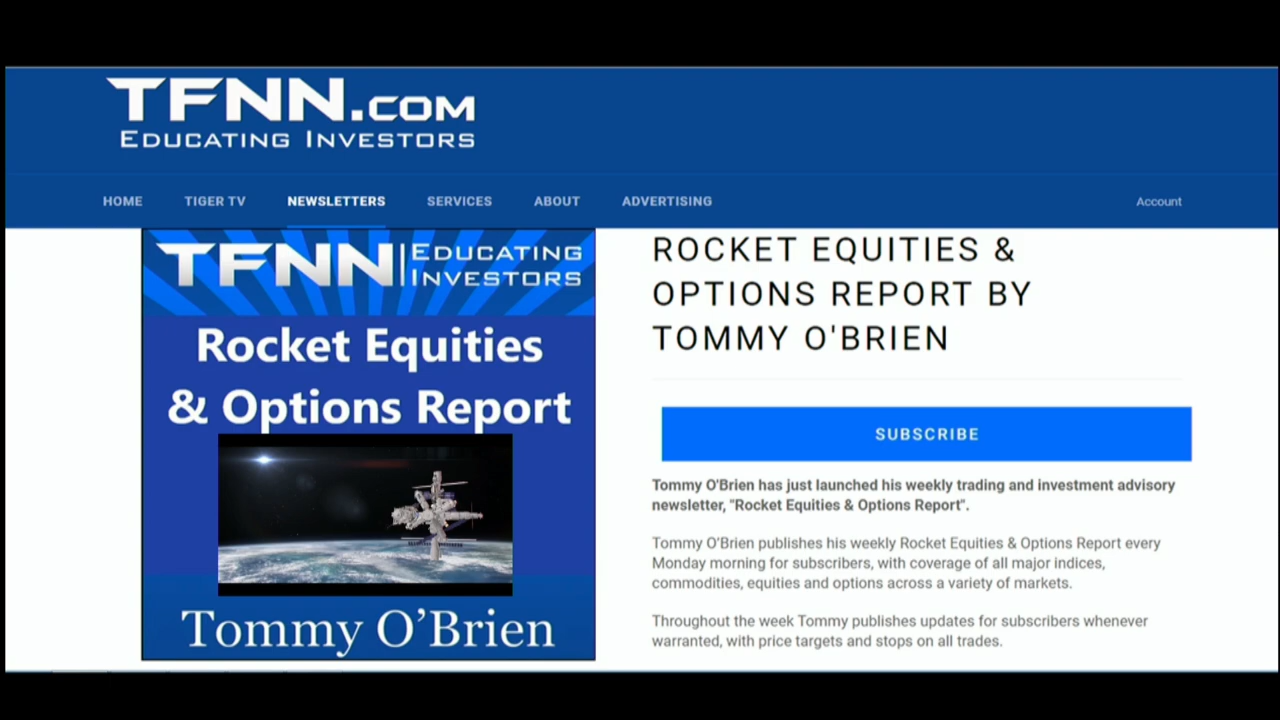 TFNN.COM
EDUCATING INVESTORS
HOME TIGER TV NEWSLETTERS SERVICES ABOUT ADVERTISING Account
TFNN EDUCATING
INVESTORS
Rocket Equities
& Options Report
Tommy O’Brien
ROCKET EQUITIES &
OPTIONS REPORT BY
TOMMY O'BRIEN
SUBSCRIBE
Tommy O'Brien has just launched his weekly trading and investment advisory
newsletter, "Rocket Equities & Options Report".
Tommy O'Brien publishes his weekly Rocket Equities & Options Report every
Monday morning for subscribers, with coverage of all major indices,
commodities, equities and options across a variety of markets.
Throughout the week Tommy publishes updates for subscribers whenever
warranted, with price targets and stops on all trades.